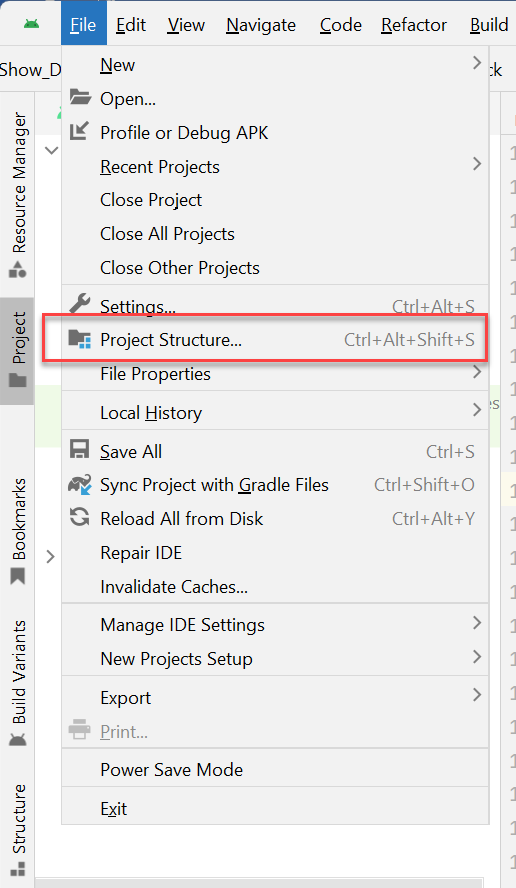 File Edit View Navigate Code Refactor Build
Show_D
ck
New
Open...
Profile or Debug APK
Recent Projects
Close Project
Close All Projects
Close Other Projects
Settings... Ctrl+Alt+S
Project Structure... Ctrl+Alt+Shift+S
File Properties
Local History
es
Save All Ctrl+S
Sync Project with Gradle Files Ctrl+Shift+O
Reload All from Disk Ctrl+Alt+Y
Repair IDE
Invalidate Caches...
Manage IDE Settings
New Projects Setup
Export
Print...
Power Save Mode
Exit
Resource Manager
Project
Bookmarks
Build Variants
Structure